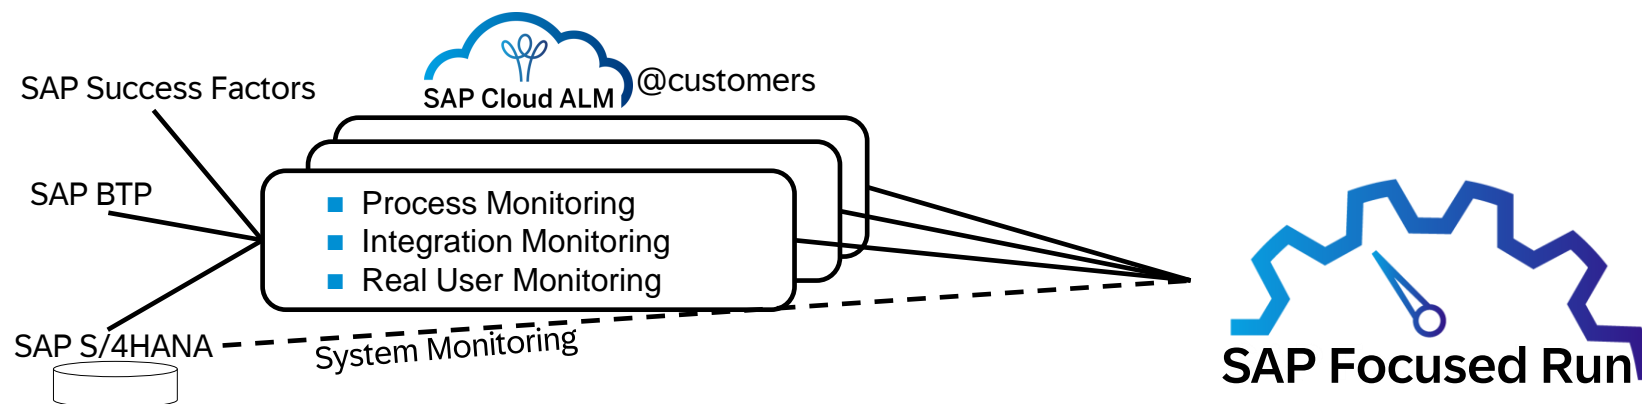 SAP Success Factors
SAP BTP
SAP S/4HANA
SAP Cloud ALM
@customers
Process Monitoring
Integration Monitoring
Real User Monitoring
System Monitoring
SAP Focused Run